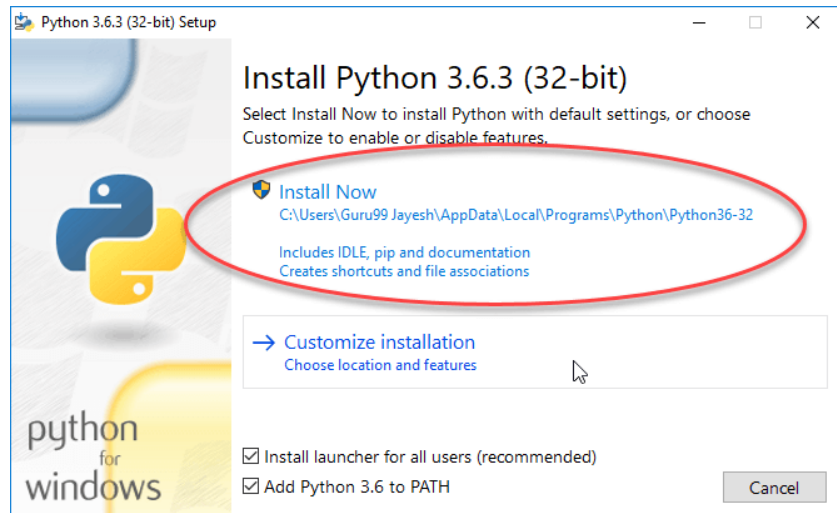 Python 3.6.3 (32-bit) Setup
Install Python 3.6.3 (32-bit)
Select Install Now to install Python with default settings, or choose
Customize to enable or disable features.
Install Now
C:\Users\Guru99 Jayesh\AppData\Local\Programs\Python\Python36-32
Includes IDLE, pip and documentation
Creates shortcuts and file associations
Customize installation
Choose location and features
python
for
windows
Install launcher for all users (recommended)
Add Python 3.6 to PATH
Cancel